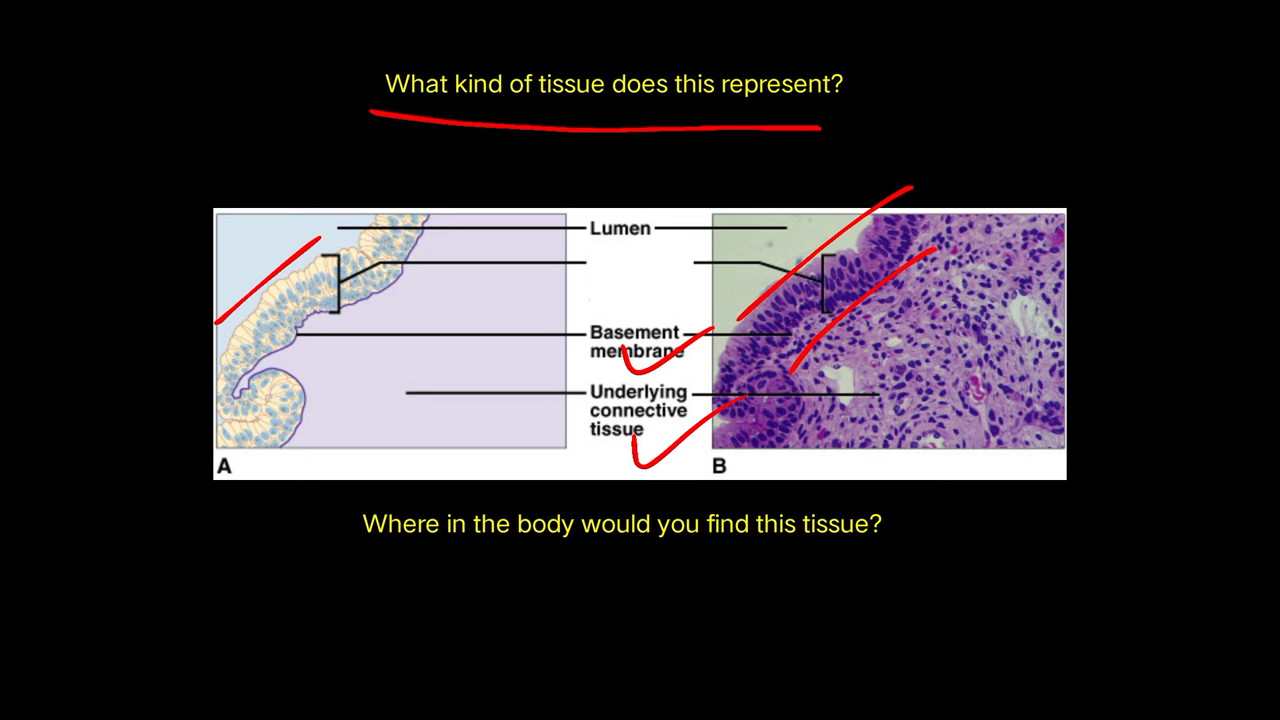 What kind of tissue does this represent?
Lumen
Basement
membrane
Underlying
connective
tissue
A
B
Where in the body would you find this tissue?